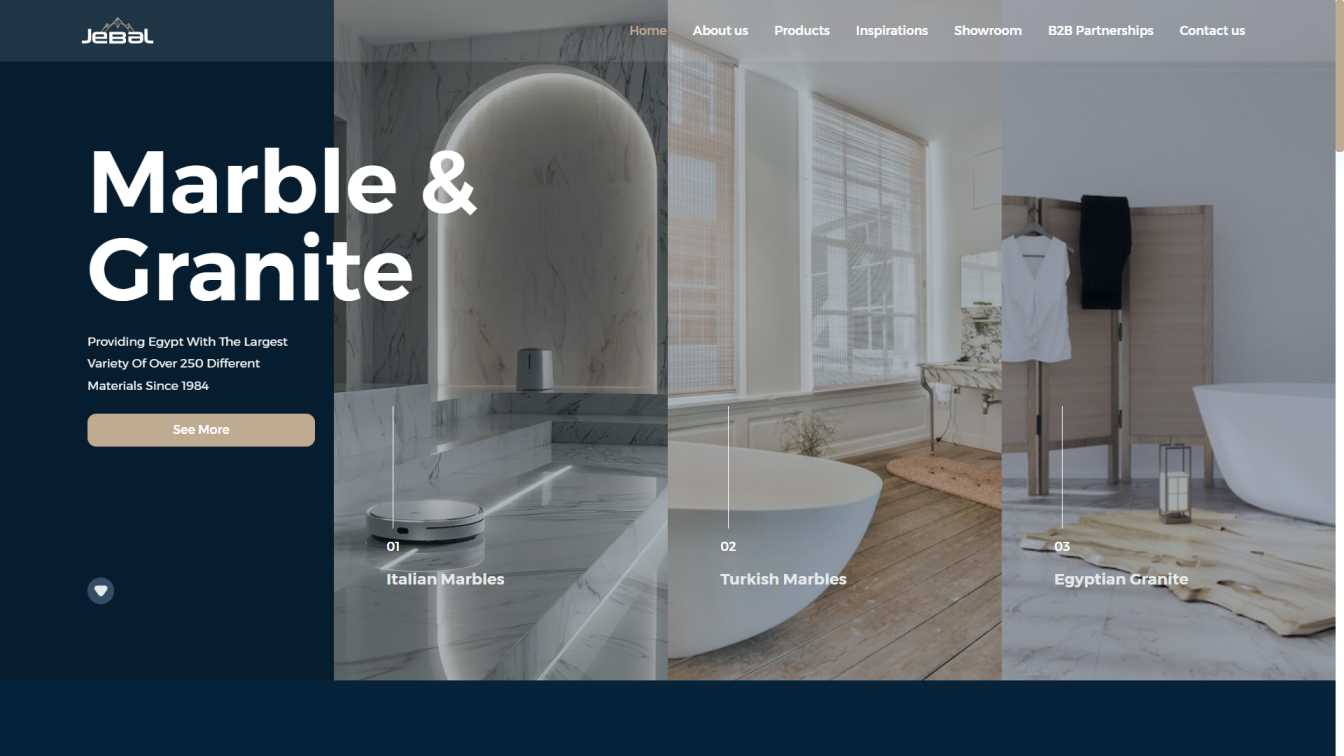 JEBAL
Home About us Products Inspirations Showroom B2B Partnerships Contact us
Marble &
Granite
Providing Egypt With The Largest
Variety Of Over 250 Different
Materials Since 1984
See More
01
Italian Marbles
02
Turkish Marbles
03
Egyptian Granite